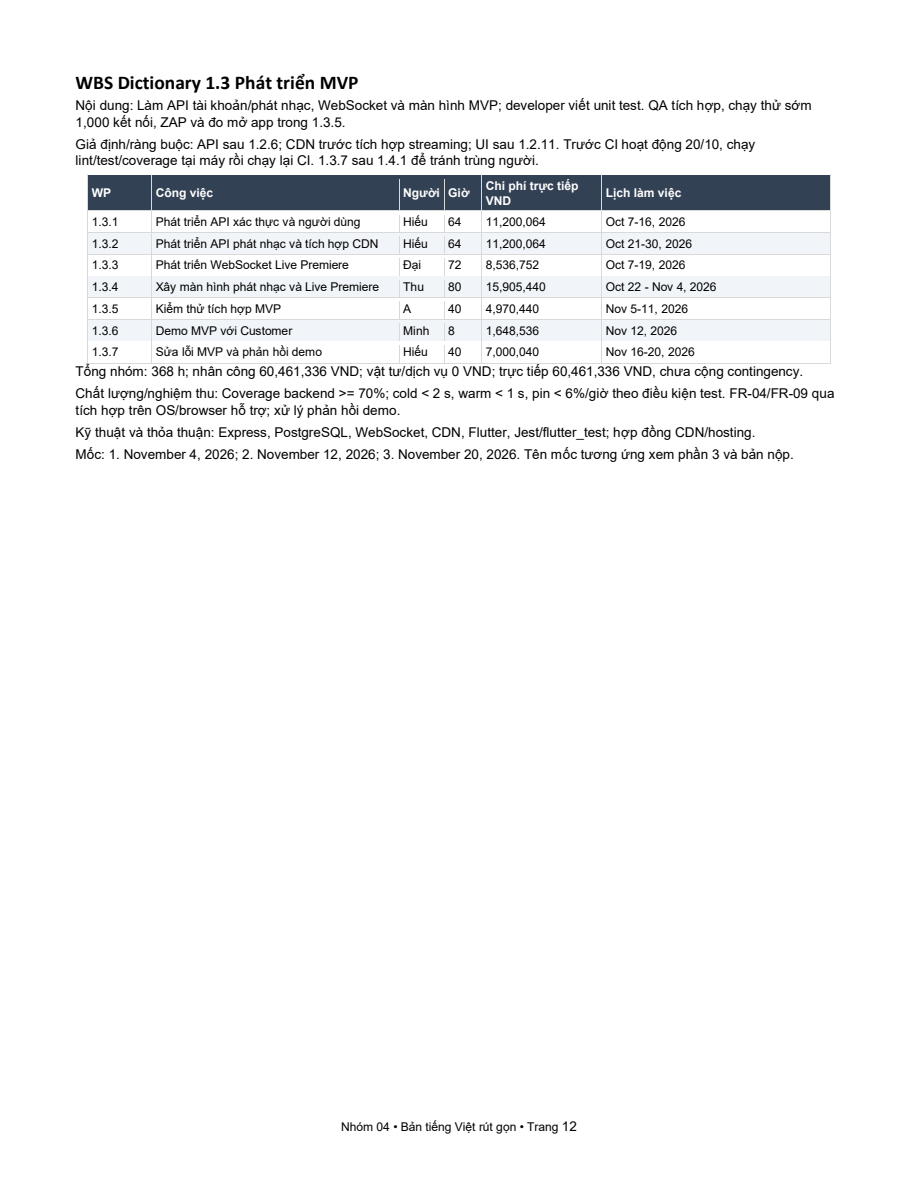 WBS Dictionary 1.3 Phát triển MVP
Nội dung: Làm API tài khoản/phát nhạc, WebSocket và màn hình MVP; developer viết unit test. QA tích hợp, chạy thử sớm
1,000 kết nối, ZAP và đo mở app trong 1.3.5.
Giả định/ràng buộc: API sau 1.2.6; CDN trước tích hợp streaming; UI sau 1.2.11. Trước CI hoạt động 20/10, chạy
lint/test/coverage tại máy rồi chạy lại CI. 1.3.7 sau 1.4.1 để tránh trùng người.
WP Công việc Người Giờ Chi phí trực tiếp VND Lịch làm việc
1.3.1 Phát triển API xác thực và người dùng Hiếu 64 11,200,064 Oct 7-16, 2026
1.3.2 Phát triển API phát nhạc và tích hợp CDN Hiếu 64 11,200,064 Oct 21-30, 2026
1.3.3 Phát triển WebSocket Live Premiere Đại 72 8,536,752 Oct 7-19, 2026
1.3.4 Xây màn hình phát nhạc và Live Premiere Thu 80 15,905,440 Oct 22 - Nov 4, 2026
1.3.5 Kiểm thử tích hợp MVP A 40 4,970,440 Nov 5-11, 2026
1.3.6 Demo MVP với Customer Minh 8 1,648,536 Nov 12, 2026
1.3.7 Sửa lỗi MVP và phản hồi demo Hiếu 40 7,000,040 Nov 16-20, 2026
Tổng nhóm: 368 h; nhân công 60,461,336 VND; vật tư/dịch vụ 0 VND; trực tiếp 60,461,336 VND, chưa cộng contingency.
Chất lượng/nghiệm thu: Coverage backend >= 70%; cold < 2 s, warm < 1 s, pin < 6%/giờ theo điều kiện test. FR-04/FR-09 qua
tích hợp trên OS/browser hỗ trợ; xử lý phản hồi demo.
Kỹ thuật và thỏa thuận: Express, PostgreSQL, WebSocket, CDN, Flutter, Jest/flutter_test; hợp đồng CDN/hosting.
Mốc: 1. November 4, 2026; 2. November 12, 2026; 3. November 20, 2026. Tên mốc tương ứng xem phần 3 và bản nộp.
Nhóm 04 • Bản tiếng Việt rút gọn • Trang 12